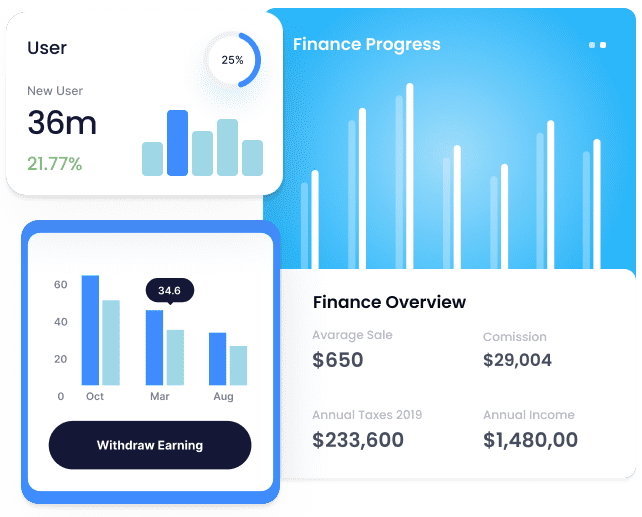 User
25%
New User
36m
21.77%
Finance Progress
60
40
20
0
34.6
Oct
Mar
Aug
Withdraw Earning
Finance Overview
Avarage Sale
$650
Comission
$29,004
Annual Taxes 2019
$233,600
Annual Income
$1,480,00